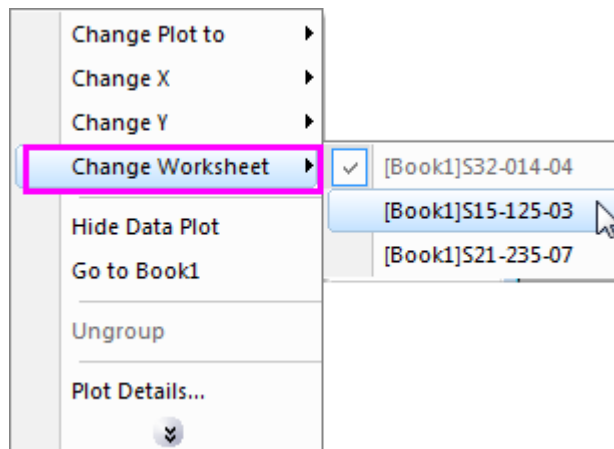 Change Plot to
Change X
Change Y
Change Worksheet
[Book1]S32-014-04
[Book1]S15-125-03
[Book1]S21-235-07
Hide Data Plot
Go to Book1
Ungroup
Plot Details...